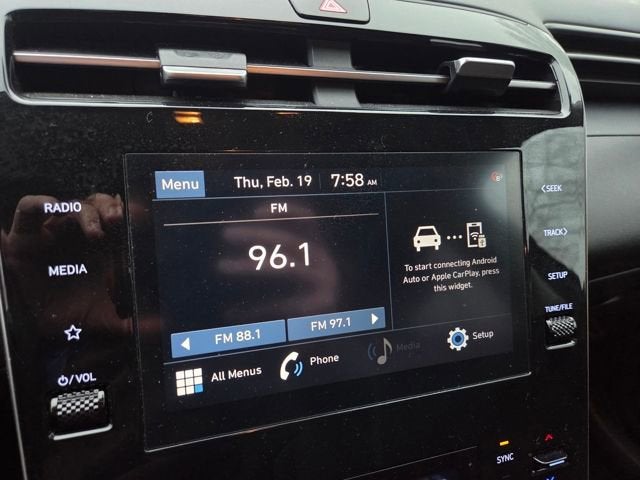 Menu Thu, Feb. 19 7:58 AM
RADIO
MEDIA
/ VOL
FM
96.1
FM 88.1 FM 97.1
To start connecting Android
Auto or Apple CarPlay, press
this widget.
All Menus Phone Media Setup
SEEK
TRACK
SETUP
TUNE/FILE
SYNC